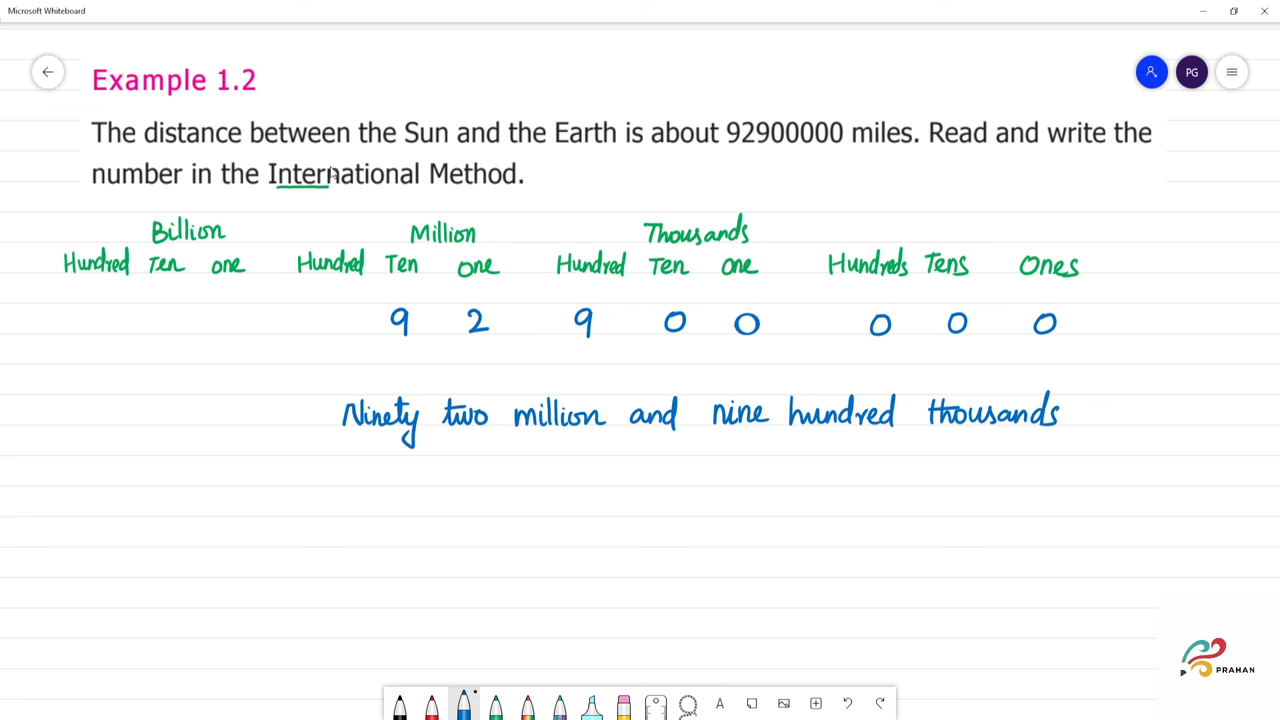 Microsoft Whiteboard
Example 1.2
PG
The distance between the Sun and the Earth is about 92900000 miles. Read and write the
number in the International Method.
Billion Million Thousands
Hundred Ten one Hundred Ten one Hundred Ten one Hundreds Tens Ones
9 2 9 0 0 0 0 0
Ninety two million and nine hundred thousands
PRAHAN
A